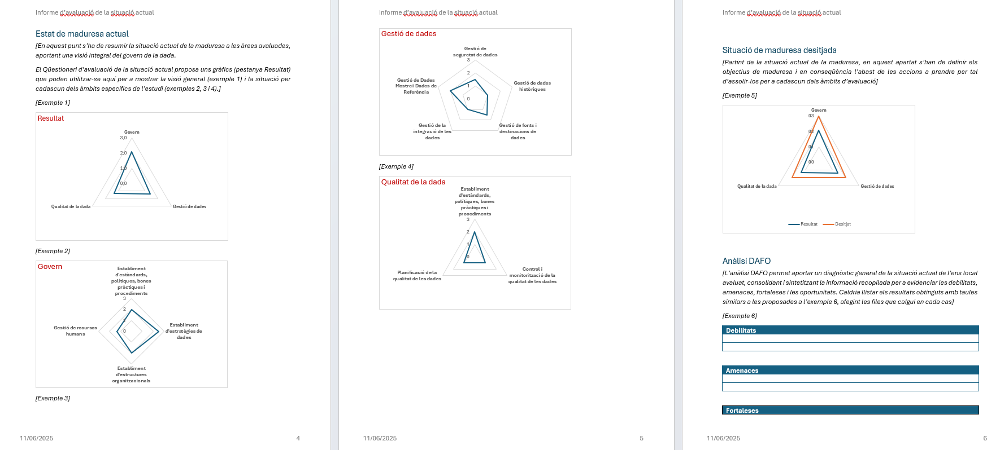 Informe d'avaluació de la situació actual
Estat de maduresa actual
[En aquest punt s'ha de resumir la situació actual de la maduresa a les àrees avaluades,
aportant una visió integral del govern de la dada.
El Qüestionari d'avaluació de la situació actual proposa uns gràfics (pestanya Resultat)
que poden utilitzar-se aquí per a mostrar la visió general (exemple 1) i la situació per
cadascun dels àmbits específics de l'estudi (exemples 2, 3 i 4).]
[Exemple 1]
Resultat
Govern
3,0
2,0
1,0
0,0
Qualitat de la dada
Gestió de dades
[Exemple 2]
Govern
Establiment
d'estàndards,
polítiques, bones
pràctiques i
procediments
3
2
1
0
Gestió de recursos
humans
Establiment
d'estratègies de
dades
Establiment
d'estructures
organitzacionals
[Exemple 3]
11/06/2025
4
Informe d'avaluació de la situació actual
Gestió de dades
Gestió de
seguretat de dades
3
2
1
0
Gestió de Dades
Mestre i Dades de
Referència
Gestió de dades
històriques
Gestió de la
integració de les
dades
Gestió de fonts i
destinacions de
dades
[Exemple 4]
Qualitat de la dada
Establiment
d'estàndards,
polítiques, bones
pràctiques i
procediments
3
2
1
0
Planificació de la
qualitat de les dades
Control i
monitorització de la
qualitat de les dades
11/06/2025
5
Informe d'avaluació de la situació actual
Situació de maduresa desitjada
[Partint de la situació actual de la maduresa, en aquest apartat s'han de definir els
objectius de maduresa i en conseqüència l'abast de les accions a prendre per tal
d'assolir-los per a cadascun dels àmbits d'avaluació]
[Exemple 5]
Govern
03
02
01
00
Qualitat de la dada
Gestió de dades
Resultat
Desitjat
Anàlisi DAFO
[L'anàlisi DAFO permet aportar un diagnòstic general de la situació actual de l'ens local
avaluat, consolidant i sintetitzant la informació recopilada per a evidenciar les debilitats,
amenaces, fortaleses i les oportunitats. Caldria llistar els resultats obtinguts amb taules
similars a les proposades a l'exemple 6, afegint les files que calgui en cada cas]
[Exemple 6]
Debilitats
Amenaces
Fortaleses
11/06/2025
6